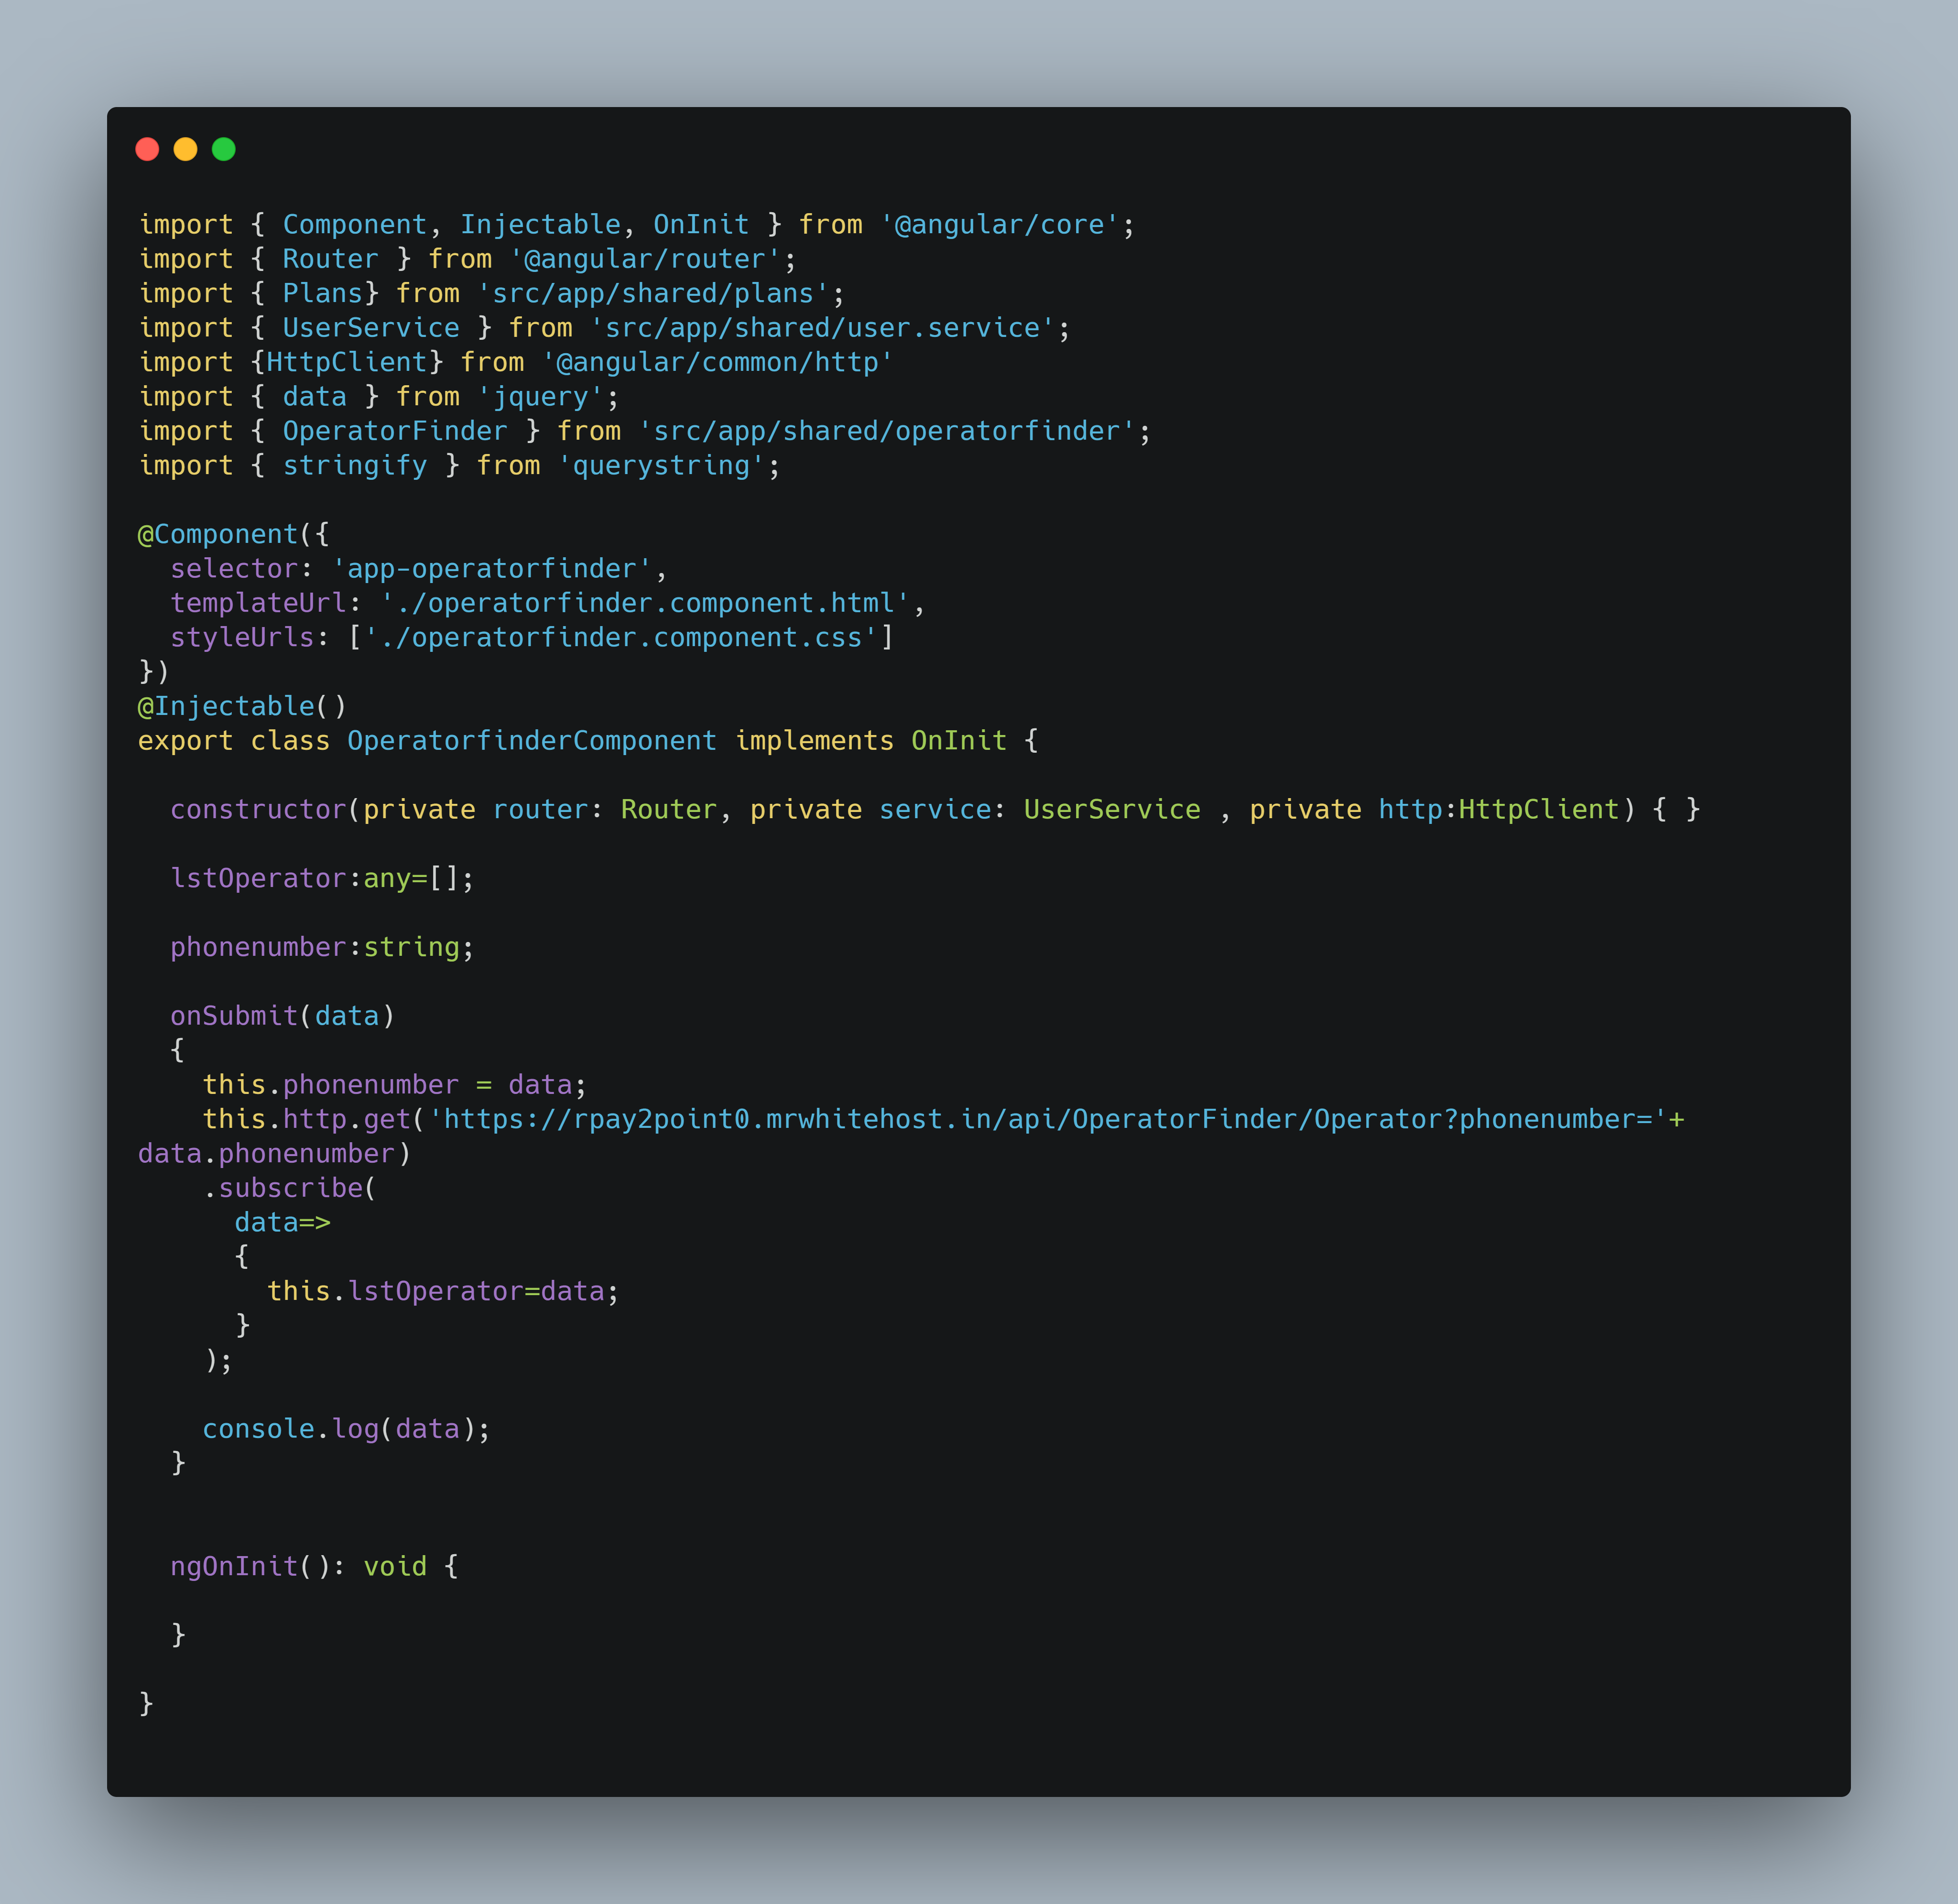 import { Component, Injectable, OnInit } from '@angular/core';
import { Router } from '@angular/router';
import { Plans} from 'src/app/shared/plans';
import { UserService } from 'src/app/shared/user.service';
import {HttpClient} from '@angular/common/http'
import { data } from 'jquery';
import { OperatorFinder } from 'src/app/shared/operatorfinder';
import { stringify } from 'querystring';

@Component({
  selector: 'app-operatorfinder',
  templateUrl: './operatorfinder.component.html',
  styleUrls: ['./operatorfinder.component.css']
})
@Injectable()
export class OperatorfinderComponent implements OnInit {

  constructor(private router: Router, private service: UserService , private http:HttpClient) { }

  lstOperator:any=[];

  phonenumber:string;

  onSubmit(data)
  {
    this.phonenumber = data;
    this.http.get('https://rpay2point0.mrwhitehost.in/api/OperatorFinder/Operator?phonenumber='+
data.phonenumber)
    .subscribe(
      data=>
      {
        this.lstOperator=data;
      }
    );

    console.log(data);
  }


  ngOnInit(): void {

  }

}